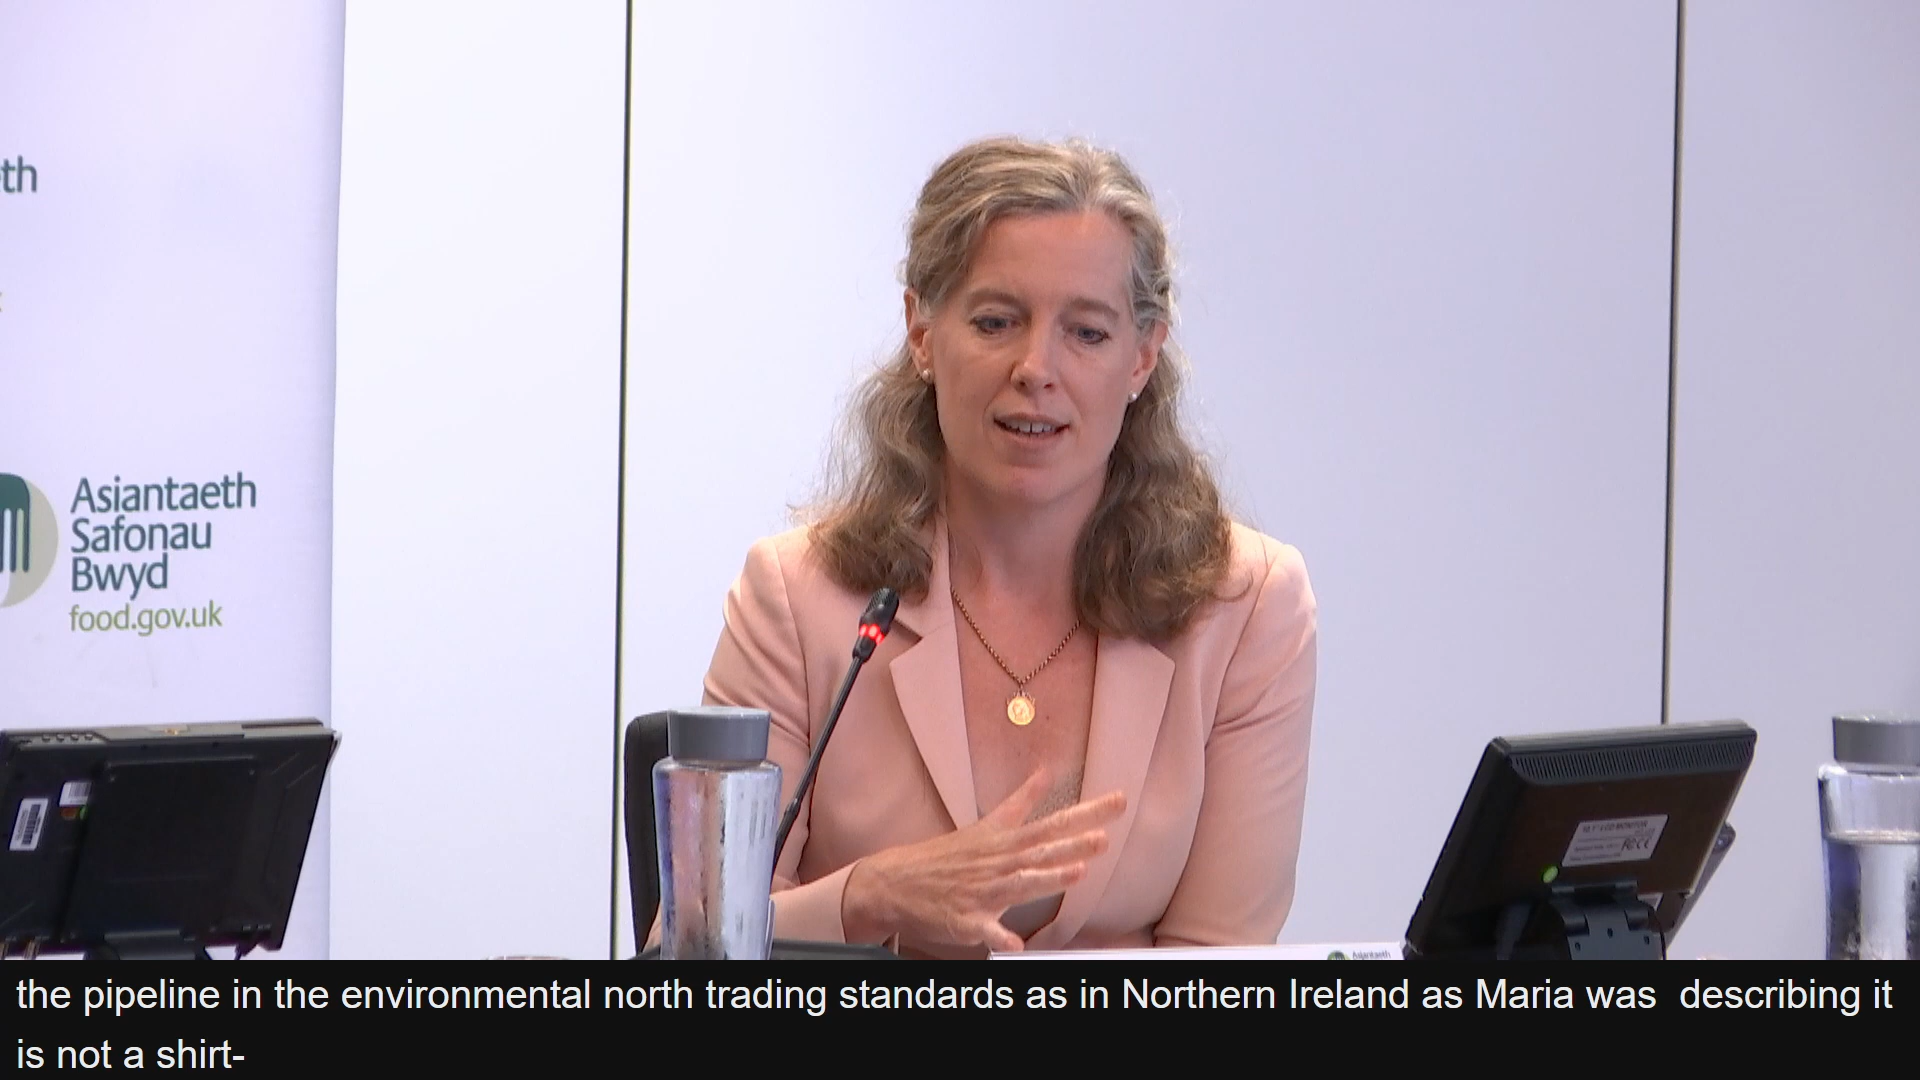 th
Asiantaeth
Safonau
Bwyd
food.gov.uk
Asiantaeth
the pipeline in the environmental north trading standards as in Northern Ireland as Maria was  describing it
is not a shirt-